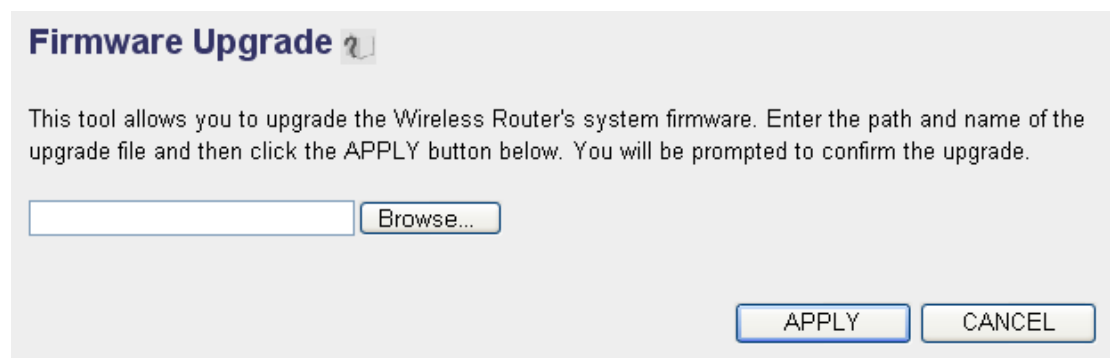 Firmware Upgrade
This tool allows you to upgrade the Wireless Router's system firmware. Enter the path and name of the
upgrade file and then click the APPLY button below. You will be prompted to confirm the upgrade.
Browse...
APPLY CANCEL